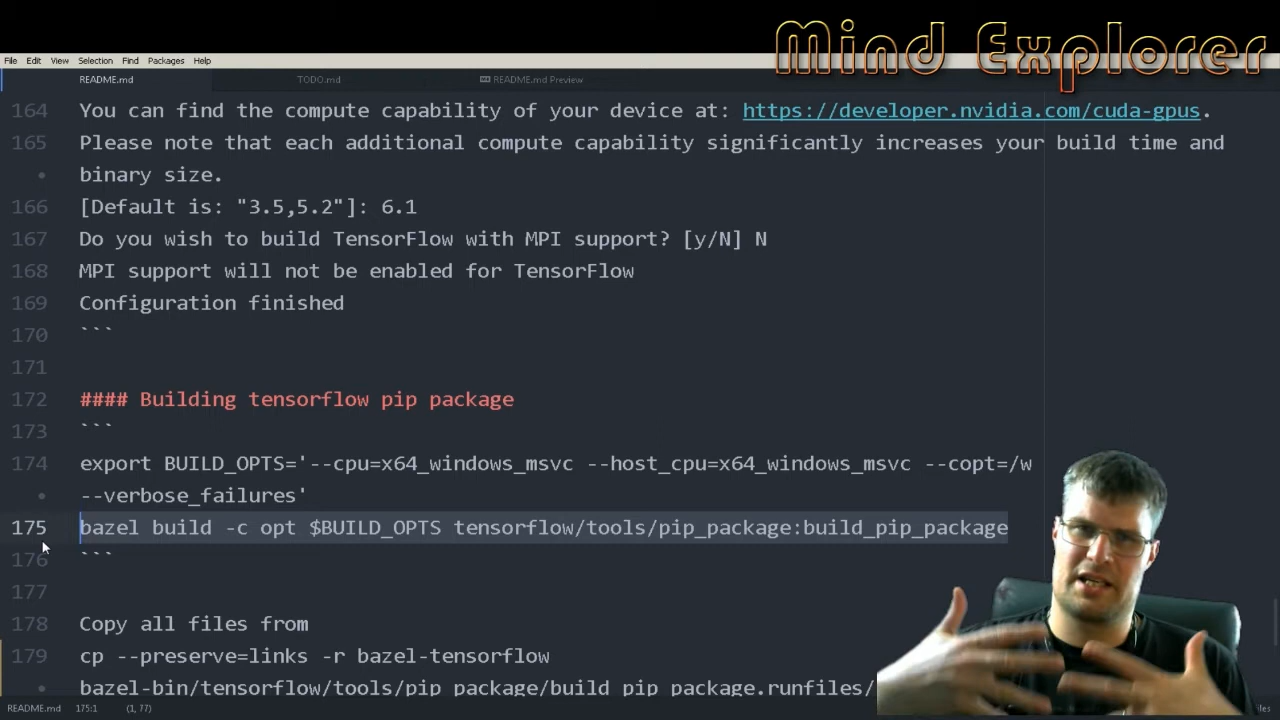 Mind Explorer
File Edit View Selection Find Packages Help
README.md TODO.md README.md Preview
164 You can find the compute capability of your device at: https://developer.nvidia.com/cuda-gpus.
165 Please note that each additional compute capability significantly increases your build time and
• binary size.
166 [Default is: "3.5,5.2"]: 6.1
167 Do you wish to build TensorFlow with MPI support? [y/N] N
168 MPI support will not be enabled for TensorFlow
169 Configuration finished
170 ```
171
172 #### Building tensorflow pip package
173 ```
174 export BUILD_OPTS='--cpu=x64_windows_msvc --host_cpu=x64_windows_msvc --copt=/w
• --verbose_failures'
175 bazel build -c opt $BUILD_OPTS tensorflow/tools/pip_package:build_pip_package
176 ```
177
178 Copy all files from
179 cp --preserve=links -r bazel-tensorflow
• bazel-bin/tensorflow/tools/pip_package/build_pip_package.runfiles/
README.md 175:1 (1, 77)